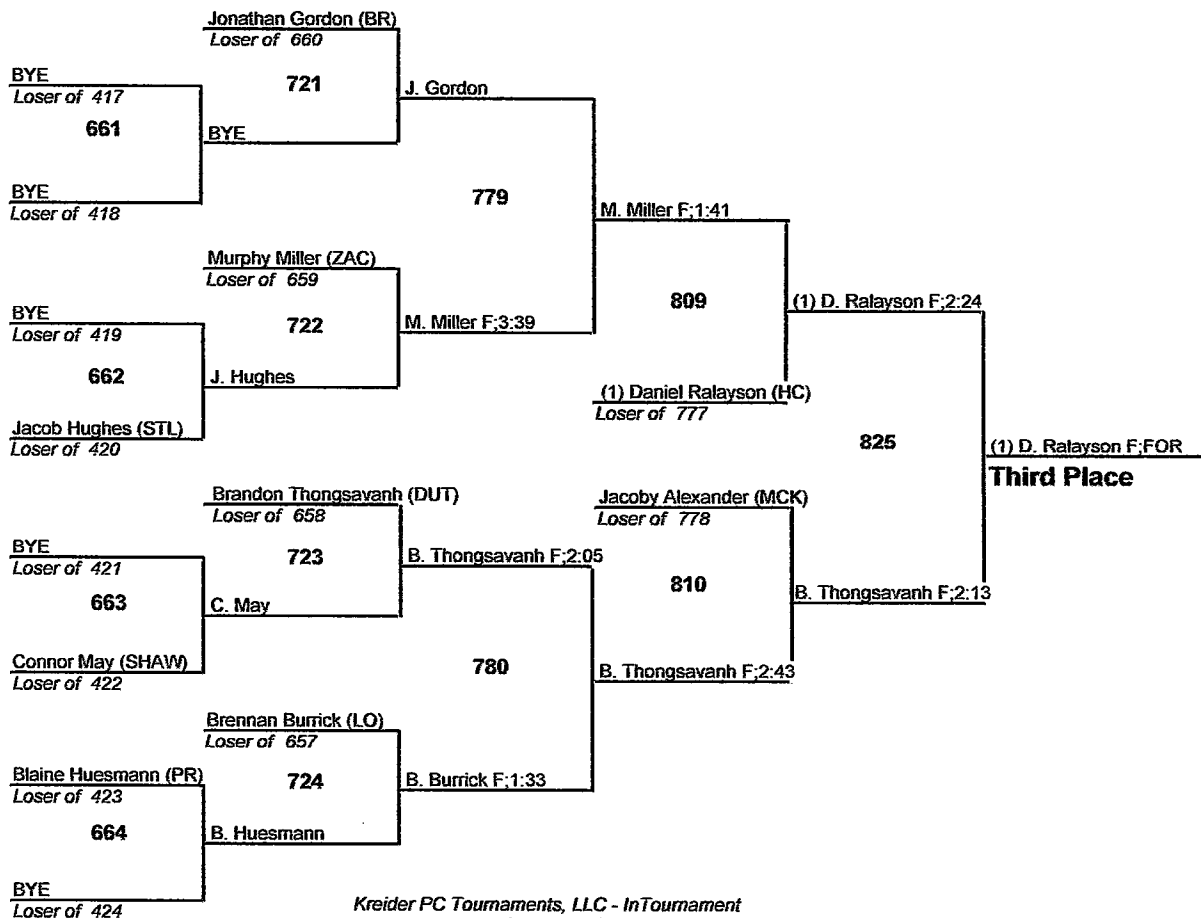 Jonathan Gordon (BR)
Loser of 660
BYE
Loser of 417
721
J. Gordon
661
BYE
BYE
Loser of 418
779
M. Miller F;1:41
Murphy Miller (ZAC)
Loser of 659
809
(1) D. Ralayson F;2:24
BYE
Loser of 419
722
M. Miller F;3:39
662
J. Hughes
(1) Daniel Ralayson (HC)
Loser of 777
Jacob Hughes (STL)
Loser of 420
825
(1) D. Ralayson F;FOR
Third Place
Brandon Thongsavanh (DUT)
Loser of 658
Jacoby Alexander (MCK)
Loser of 778
BYE
Loser of 421
723
B. Thongsavanh F;2:05
810
663
C. May
B. Thongsavanh F;2:13
Connor May (SHAW)
Loser of 422
780
B. Thongsavanh F;2:43
Brennan Burrick (LO)
Loser of 657
Blaine Huesmann (PR)
Loser of 423
724
B. Burrick F;1:33
664
B. Huesmann
BYE
Loser of 424
Kreider PC Tournaments, LLC - InTournament